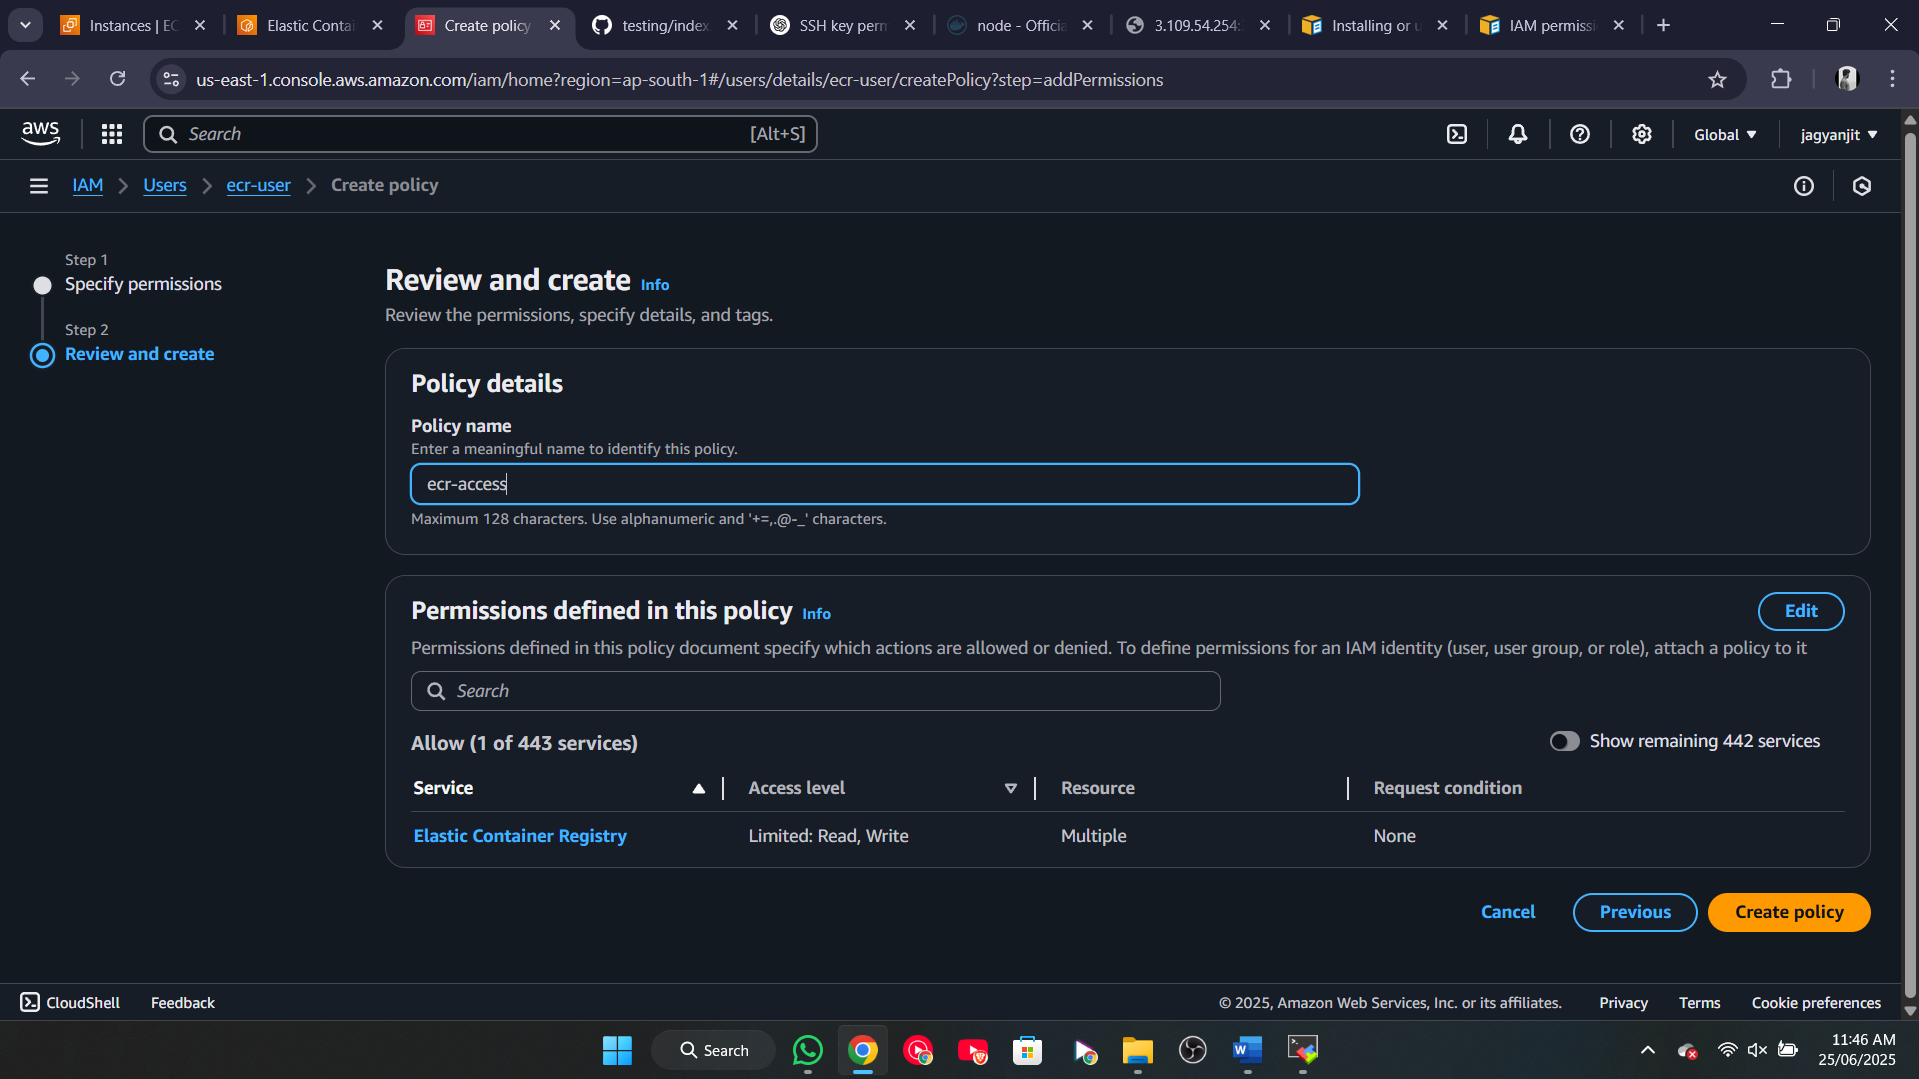 Instances | EC
Elastic Contai
Create policy
testing/index.
SSH key perm
node - Officia
3.109.54.254:
Installing or u
IAM permissi
us-east-1.console.aws.amazon.com/iam/home?region=ap-south-1#/users/details/ecr-user/createPolicy?step=addPermissions
aws
Search
[Alt+S]
Global
jagyanjit
IAM
Users
ecr-user
Create policy
Step 1
Specify permissions
Step 2
Review and create
Review and create Info
Review the permissions, specify details, and tags.
Policy details
Policy name
Enter a meaningful name to identify this policy.
ecr-access
Maximum 128 characters. Use alphanumeric and '+=,.@-_' characters.
Permissions defined in this policy Info
Edit
Permissions defined in this policy document specify which actions are allowed or denied. To define permissions for an IAM identity (user, user group, or role), attach a policy to it
Search
Allow (1 of 443 services)
Show remaining 442 services
Service
Access level
Resource
Request condition
Elastic Container Registry
Limited: Read, Write
Multiple
None
Cancel
Previous
Create policy
CloudShell
Feedback
© 2025, Amazon Web Services, Inc. or its affiliates.
Privacy
Terms
Cookie preferences
Search
11:46 AM
25/06/2025